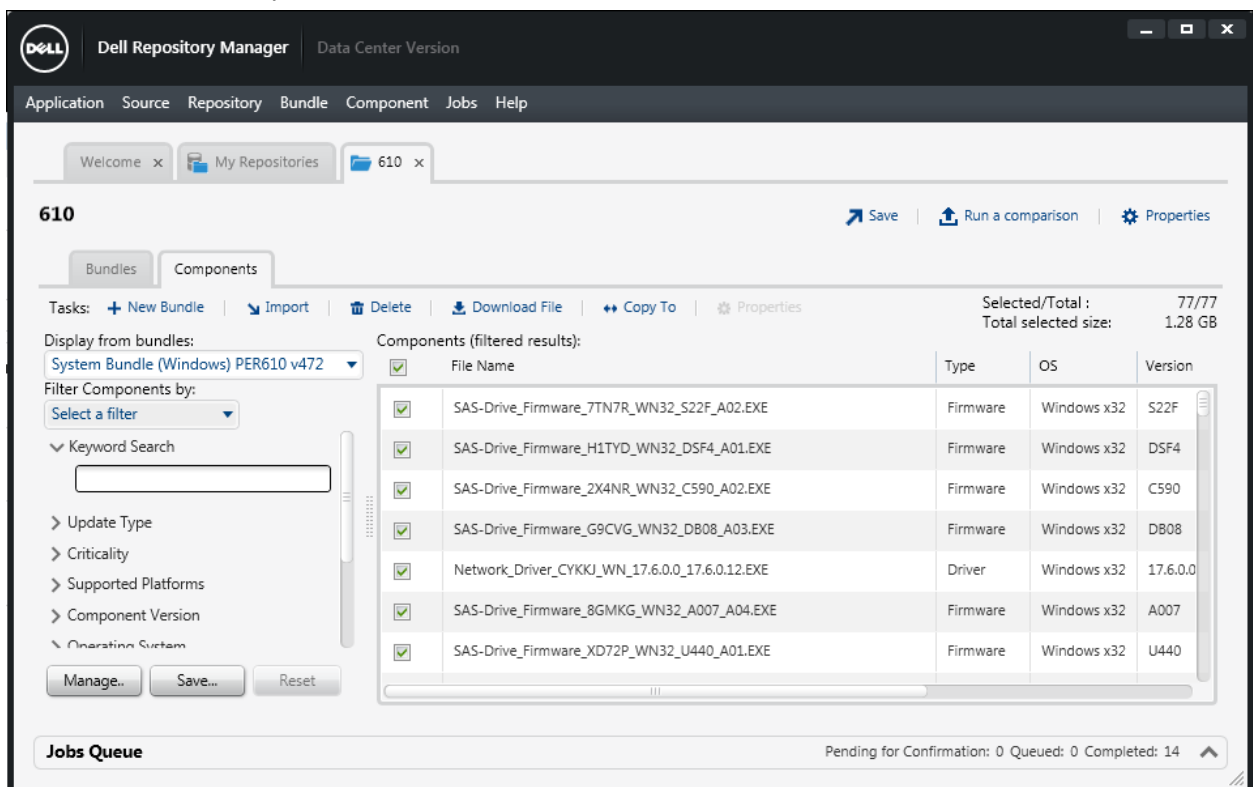 DELL Dell Repository Manager Data Center Version
Application Source Repository Bundle Component Jobs Help
Welcome x My Repositories 610 x
610 Save Run a comparison Properties
Bundles Components
Tasks: + New Bundle Import Delete Download File Copy To Properties
Selected/Total : 77/77
Total selected size: 1.28 GB
Display from bundles:
System Bundle (Windows) PER610 v472
Filter Components by:
Select a filter
Keyword Search
Update Type
Criticality
Supported Platforms
Component Version
Operating System
Manage.. Save... Reset
Components (filtered results):
File Name Type OS Version
SAS-Drive_Firmware_7TN7R_WN32_S22F_A02.EXE Firmware Windows x32 S22F
SAS-Drive_Firmware_H1TYD_WN32_DSF4_A01.EXE Firmware Windows x32 DSF4
SAS-Drive_Firmware_2X4NR_WN32_C590_A02.EXE Firmware Windows x32 C590
SAS-Drive_Firmware_G9CVG_WN32_DB08_A03.EXE Firmware Windows x32 DB08
Network_Driver_CYKKJ_WN_17.6.0.0_17.6.0.12.EXE Driver Windows x32 17.6.0.0
SAS-Drive_Firmware_8GMKG_WN32_A007_A04.EXE Firmware Windows x32 A007
SAS-Drive_Firmware_XD72P_WN32_U440_A01.EXE Firmware Windows x32 U440
Jobs Queue Pending for Confirmation: 0 Queued: 0 Completed: 14